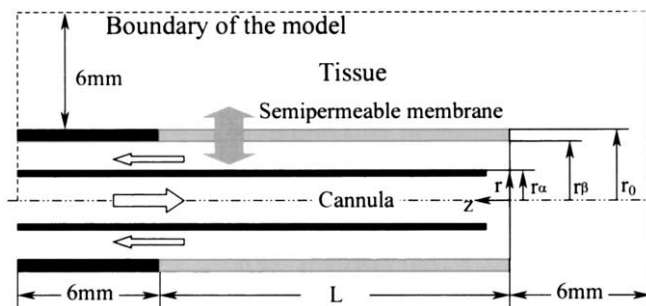 Boundary of the model
Tissue
6mm
Semipermeable membrane
Cannula
z
r
rα
rβ
r0
6mm
L
6mm